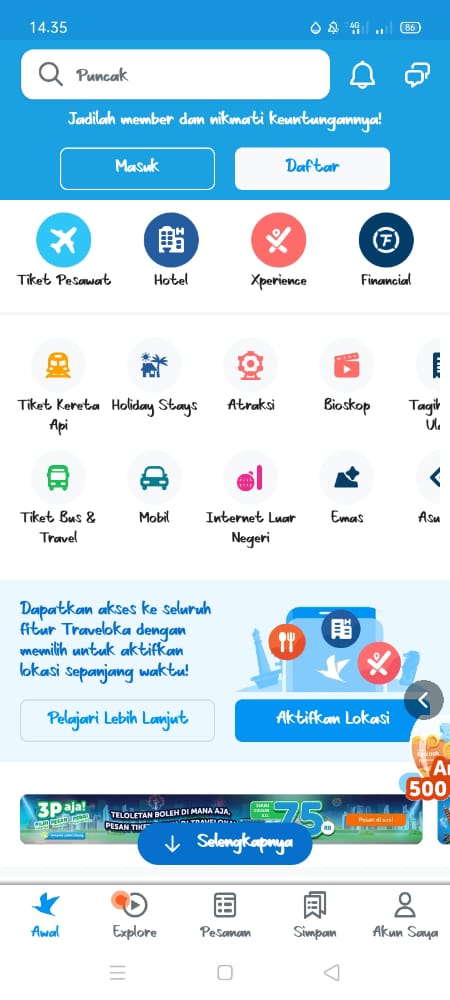 14.35
4G
86
Puncak
Jadilah member dan nikmati keuntungannya!
Masuk
Daftar
Tiket Pesawat
Hotel
Xperience
Financial
Tiket Kereta
Api
Holiday Stays
Atraksi
Bioskop
Tagih
Ul
Tiket Bus &
Travel
Mobil
Internet Luar
Negeri
Emas
Asu
Dapatkan akses ke seluruh
fitur Traveloka dengan
memilih untuk aktifkan
lokasi sepanjang waktu!
Pelajari Lebih Lanjut
Aktifkan Lokasi
3P aja!
TELOLETAN BOLEH DI MANA AJA,
75
RB
Pesan di sini!
500
Selengkapnya
Awal
Explore
Pesanan
Simpan
Akun Saya